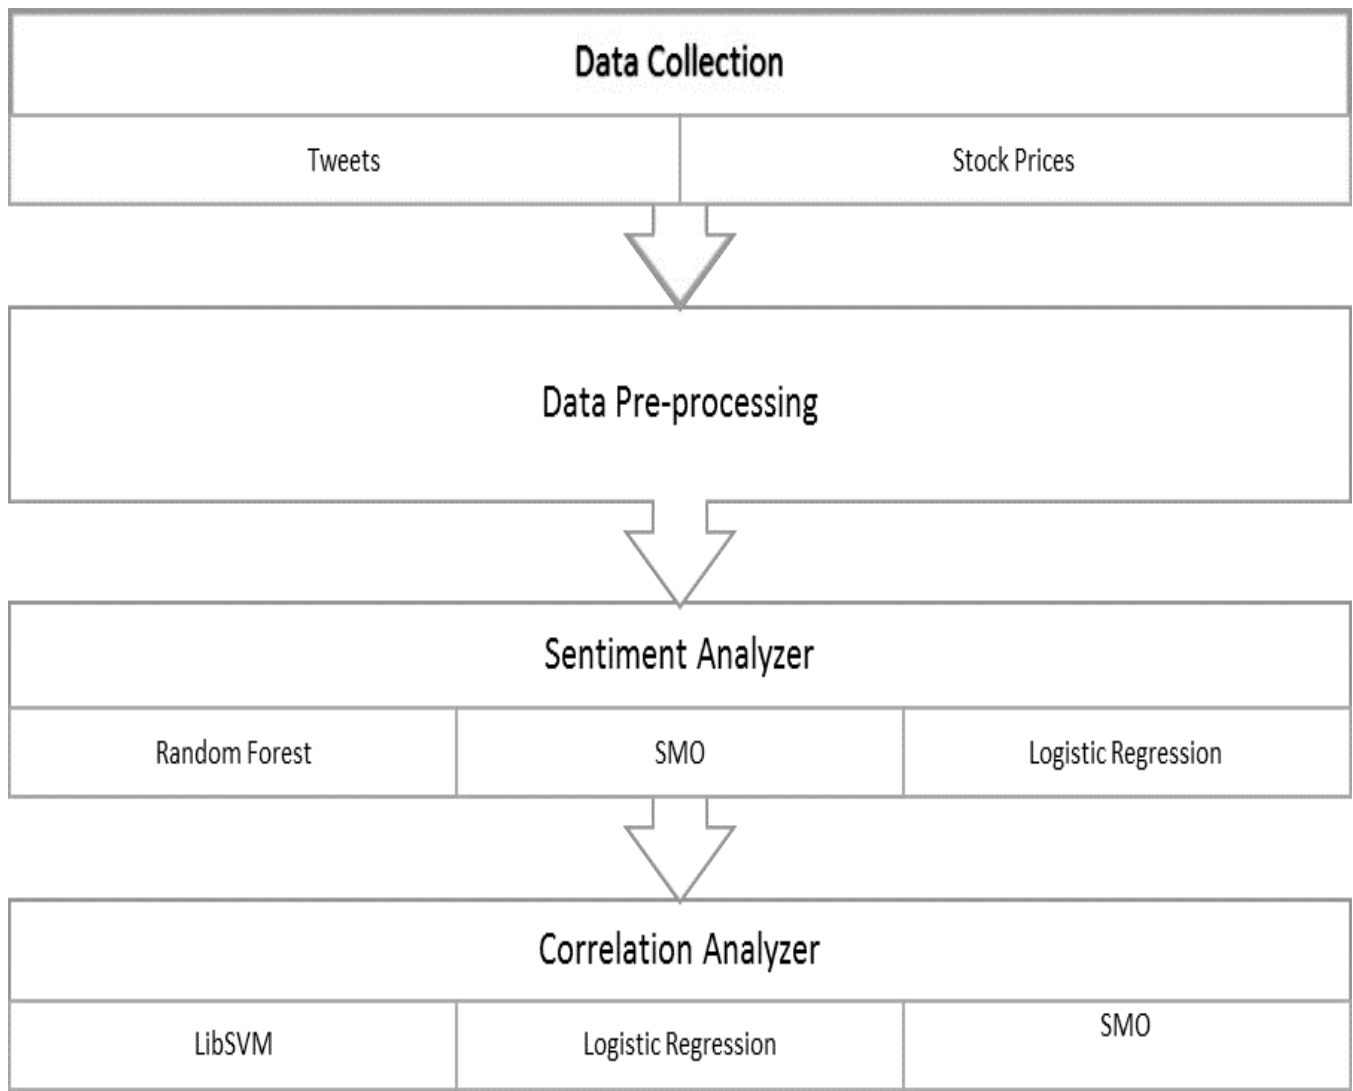 Data Collection
Tweets
Stock Prices
Data Pre-processing
Sentiment Analyzer
Random Forest
SMO
Logistic Regression
Correlation Analyzer
LibSVM
Logistic Regression
SMO